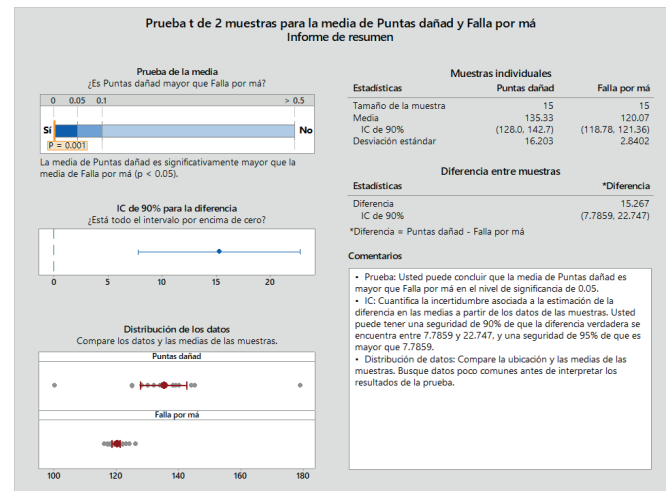 Prueba t de 2 muestras para la media de Puntas dañad y Falla por má
Informe de resumen
Prueba de la media
¿Es Puntas dañad mayor que Falla por má?
0 0.05 0.1 > 0.5
Sí No
P = 0.001
La media de Puntas dañad es significativamente mayor que la
media de Falla por má (p < 0.05).
IC de 90% para la diferencia
¿Está todo el intervalo por encima de cero?
0 5 10 15 20
Distribución de los datos
Compare los datos y las medias de las muestras.
Puntas dañad
Falla por má
100 120 140 160 180
Muestras individuales
Estadísticas Puntas dañad Falla por má
Tamaño de la muestra 15 15
Media 135.33 120.07
IC de 90% (128.0, 142.7) (118.78, 121.36)
Desviación estándar 16.203 2.8402
Diferencia entre muestras
Estadísticas *Diferencia
Diferencia 15.267
IC de 90% (7.7859, 22.747)
*Diferencia = Puntas dañad - Falla por má
Comentarios
• Prueba: Usted puede concluir que la media de Puntas dañad es
mayor que Falla por má en el nivel de significancia de 0.05.
• IC: Cuantifica la incertidumbre asociada a la estimación de la
diferencia en las medias a partir de los datos de las muestras. Usted
puede tener una seguridad de 90% de que la diferencia verdadera se
encuentra entre 7.7859 y 22.747, y una seguridad de 95% de que es
mayor que 7.7859.
• Distribución de datos: Compare la ubicación y las medias de las
muestras. Busque datos poco comunes antes de interpretar los
resultados de la prueba.